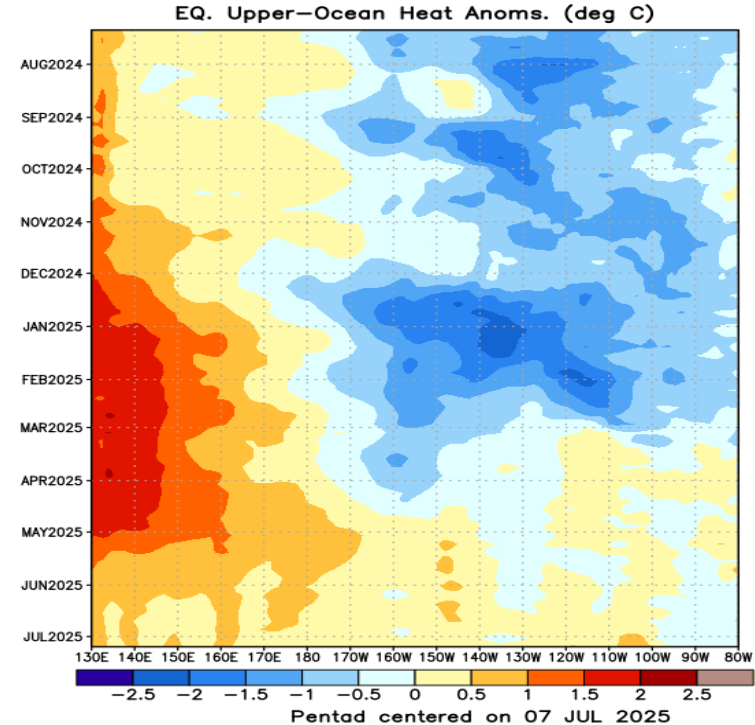 EQ. Upper-Ocean Heat Anoms. (deg C)
AUG2024
SEP2024
OCT2024
NOV2024
DEC2024
JAN2025
FEB2025
MAR2025
APR2025
MAY2025
JUN2025
JUL2025
130E 140E 150E 160E 170E 180 170W 160W 150W 140W 130W 120W 110W 100W 90W 80W
-2.5 -2 -1.5 -1 -0.5 0 0.5 1 1.5 2 2.5
Pentad centered on 07 JUL 2025